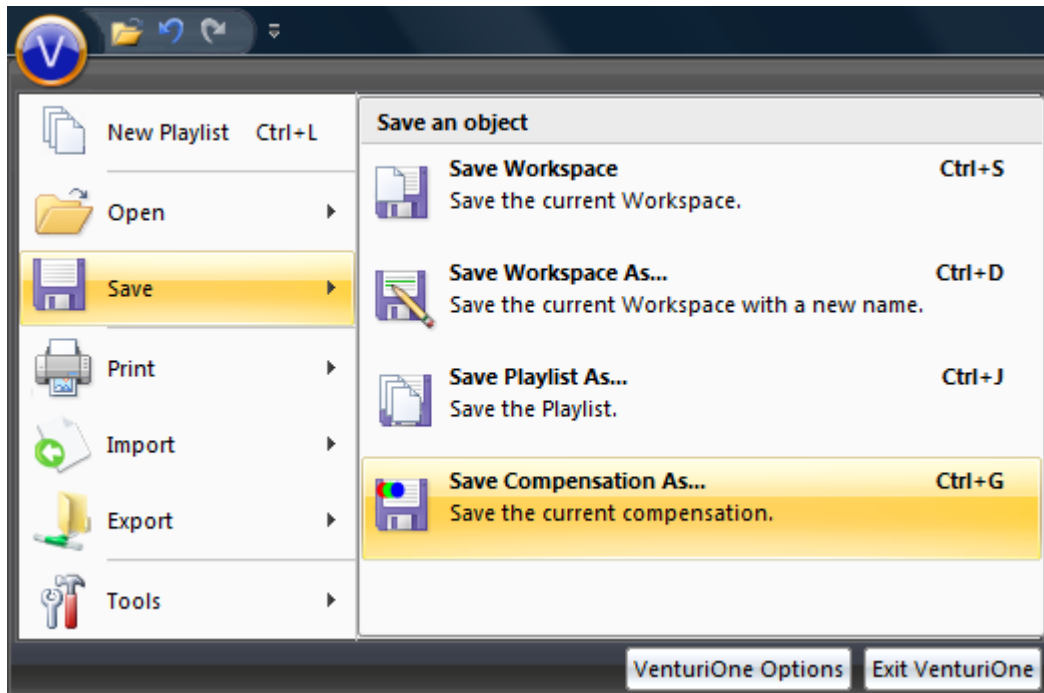 V
New Playlist Ctrl+L
Open
Save
Print
Import
Export
Tools
Save an object
Save Workspace Ctrl+S
Save the current Workspace.
Save Workspace As... Ctrl+D
Save the current Workspace with a new name.
Save Playlist As... Ctrl+J
Save the Playlist.
Save Compensation As... Ctrl+G
Save the current compensation.
VenturiOne Options Exit VenturiOne